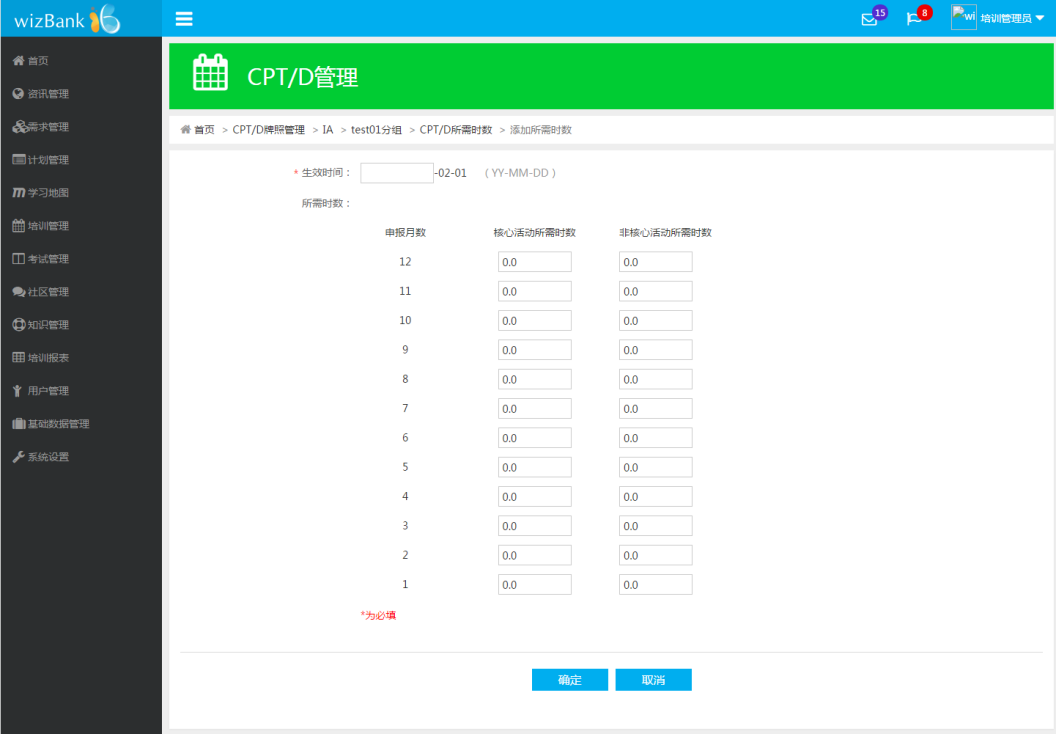 wizBank
15
8
wi
培训管理员
首页
资讯管理
需求管理
计划管理
学习地图
培训管理
考试管理
社区管理
知识管理
培训报表
用户管理
基础数据管理
系统设置
CPT/D管理
首页 > CPT/D牌照管理 > IA > test01分组 > CPT/D所需时数 > 添加所需时数
* 生效时间： -02-01 （YY-MM-DD）
所需时数：
申报月数 核心活动所需时数 非核心活动所需时数
12 0.0 0.0
11 0.0 0.0
10 0.0 0.0
9 0.0 0.0
8 0.0 0.0
7 0.0 0.0
6 0.0 0.0
5 0.0 0.0
4 0.0 0.0
3 0.0 0.0
2 0.0 0.0
1 0.0 0.0
*为必填
确定 取消